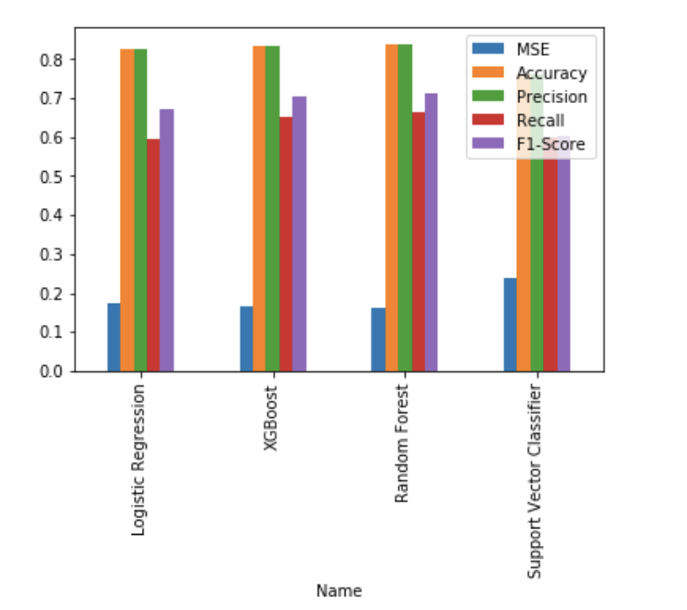 0.8
0.7
0.6
0.5
0.4
0.3
0.2
0.1
0.0
MSE
Accuracy
Precision
Recall
F1-Score
Logistic Regression
XGBoost
Random Forest
Support Vector Classifier
Name